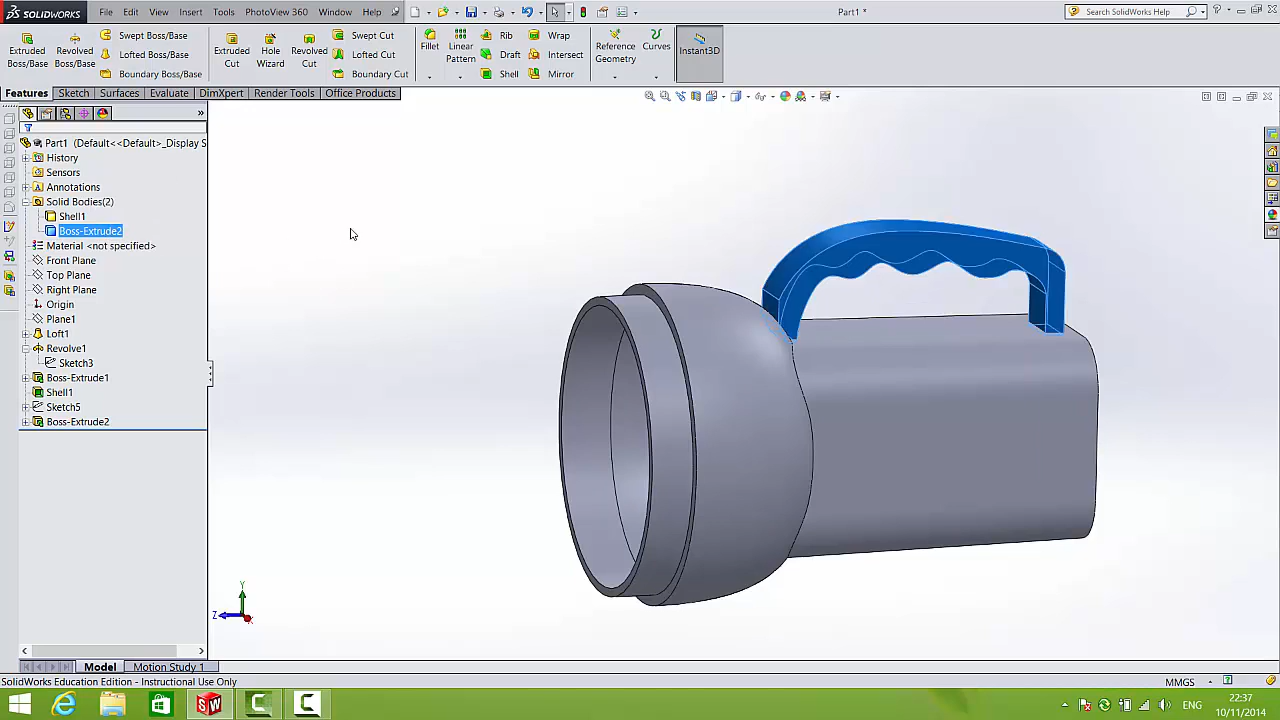 SOLIDWORKS File Edit View Insert Tools PhotoView 360 Window Help Part1 * Search SolidWorks Help
Extruded Boss/Base
Revolved Boss/Base
Swept Boss/Base
Lofted Boss/Base
Boundary Boss/Base
Extruded Cut
Hole Wizard
Revolved Cut
Swept Cut
Lofted Cut
Boundary Cut
Fillet
Linear Pattern
Rib
Draft
Shell
Wrap
Intersect
Mirror
Reference Geometry
Curves
Instant3D
Features Sketch Surfaces Evaluate DimXpert Render Tools Office Products
Part1 (Default<<Default>_Display S
History
Sensors
Annotations
Solid Bodies(2)
Shell1
Boss-Extrude2
Material <not specified>
Front Plane
Top Plane
Right Plane
Origin
Plane1
Loft1
Revolve1
Sketch3
Boss-Extrude1
Shell1
Sketch5
Boss-Extrude2
Y
Z
X
Model Motion Study 1
SolidWorks Education Edition - Instructional Use Only MMGS
ENG
22:37
10/11/2014